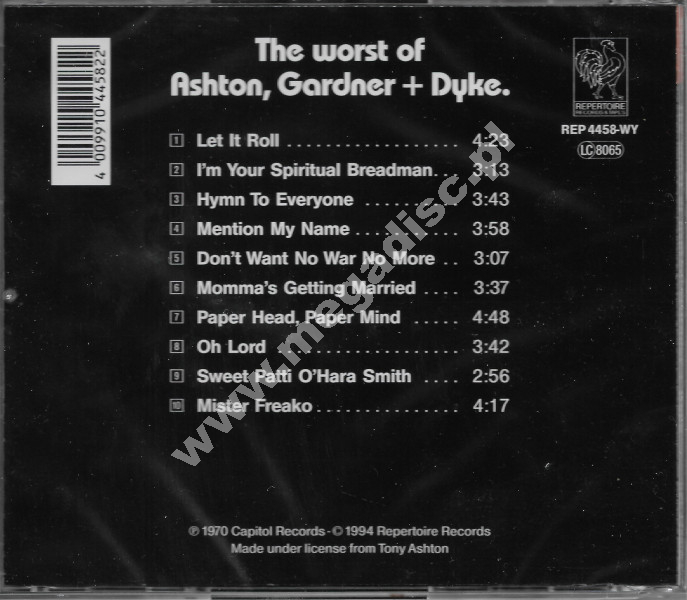 The worst of
Ashton, Gardner + Dyke.
4 009910 445822
REPERTOIRE
RECORDS & TAPES
REP 4458-WY
LC 8065
1 Let It Roll . . . . . . . . . . . . . . . . . 4:23
2 I'm Your Spiritual Breadman . . 3:13
3 Hymn To Everyone . . . . . . . . . 3:43
4 Mention My Name . . . . . . . . . . 3:58
5 Don't Want No War No More . . 3:07
6 Momma's Getting Married . . . . 3:37
7 Paper Head, Paper Mind . . . . . 4:48
8 Oh Lord . . . . . . . . . . . . . . . . . 3:42
9 Sweet Patti O'Hara Smith . . . . 2:56
10 Mister Freako . . . . . . . . . . . . . . 4:17
www.megadisc.pl
℗ 1970 Capitol Records - © 1994 Repertoire Records
Made under license from Tony Ashton